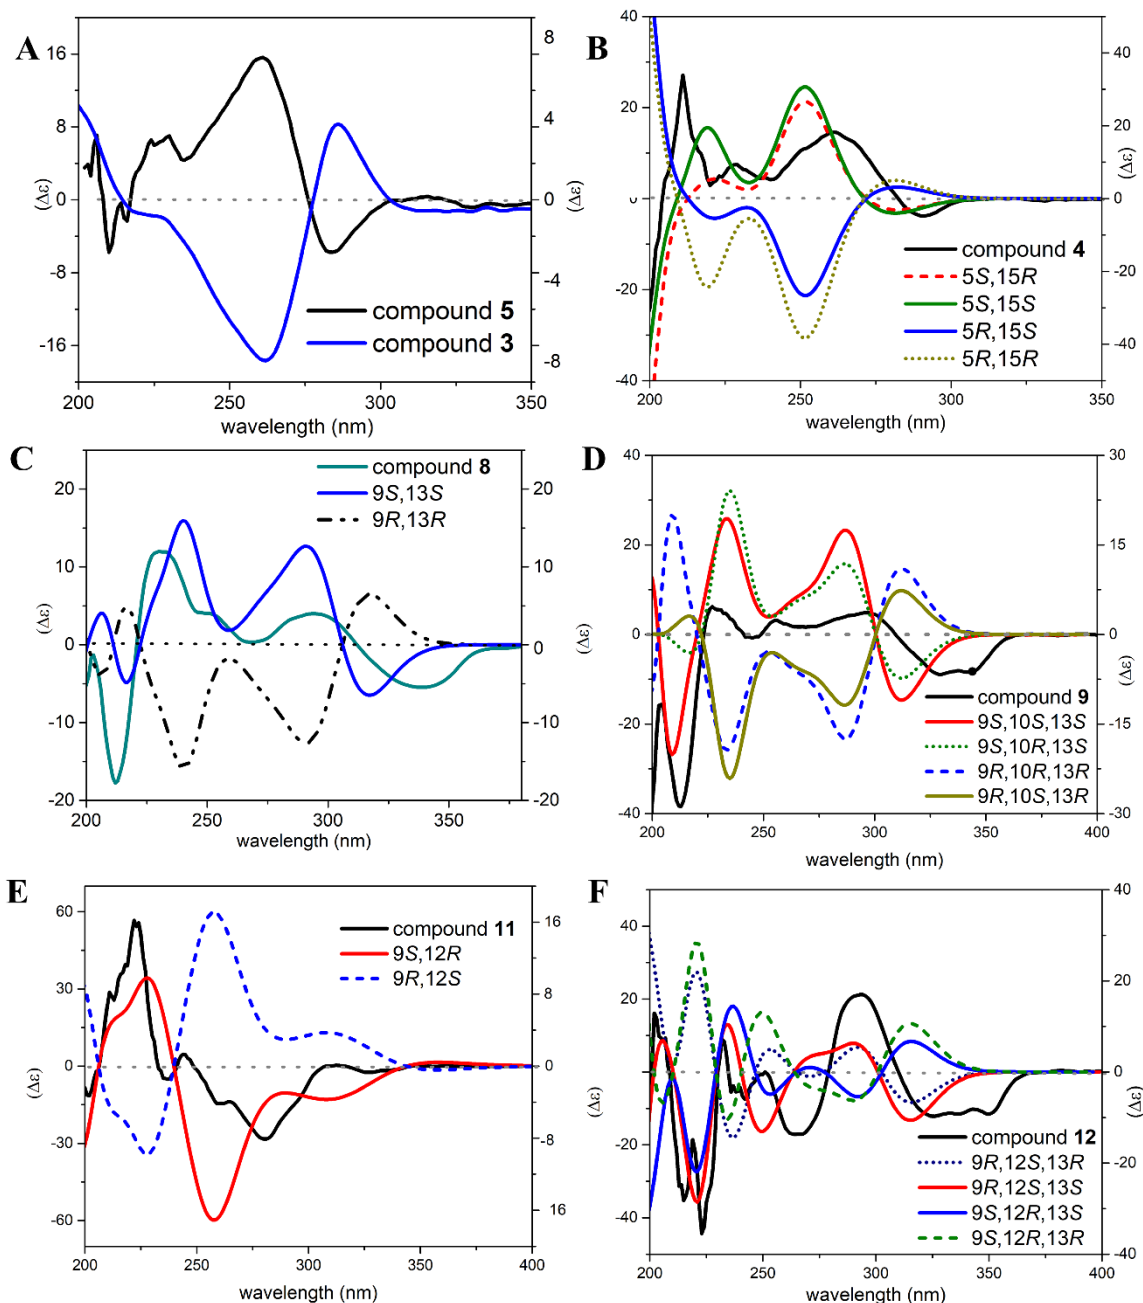 A
16
8
0
-8
-16
8
4
0
-4
-8
(Δε)
(Δε)
compound 5
compound 3
200 250 300 350
wavelength (nm)
B
40
20
0
-20
-40
40
20
0
-20
-40
(Δε)
(Δε)
compound 4
5S,15R
5S,15S
5R,15S
5R,15R
200 250 300 350
wavelength (nm)
C
20
10
0
-10
-20
20
10
0
-10
-20
(Δε)
(Δε)
compound 8
9S,13S
9R,13R
200 250 300 350
wavelength (nm)
D
40
20
0
-20
-40
30
15
0
-15
-30
(Δε)
(Δε)
compound 9
9S,10S,13S
9S,10R,13S
9R,10R,13R
9R,10S,13R
200 250 300 350 400
wavelength (nm)
E
60
30
0
-30
-60
16
8
0
-8
16
(Δε)
(Δε)
compound 11
9S,12R
9R,12S
200 250 300 350 400
wavelength (nm)
F
40
20
0
-20
-40
40
20
0
-20
-40
(Δε)
(Δε)
compound 12
9R,12S,13R
9R,12S,13S
9S,12R,13S
9S,12R,13R
200 250 300 350 400
wavelength (nm)